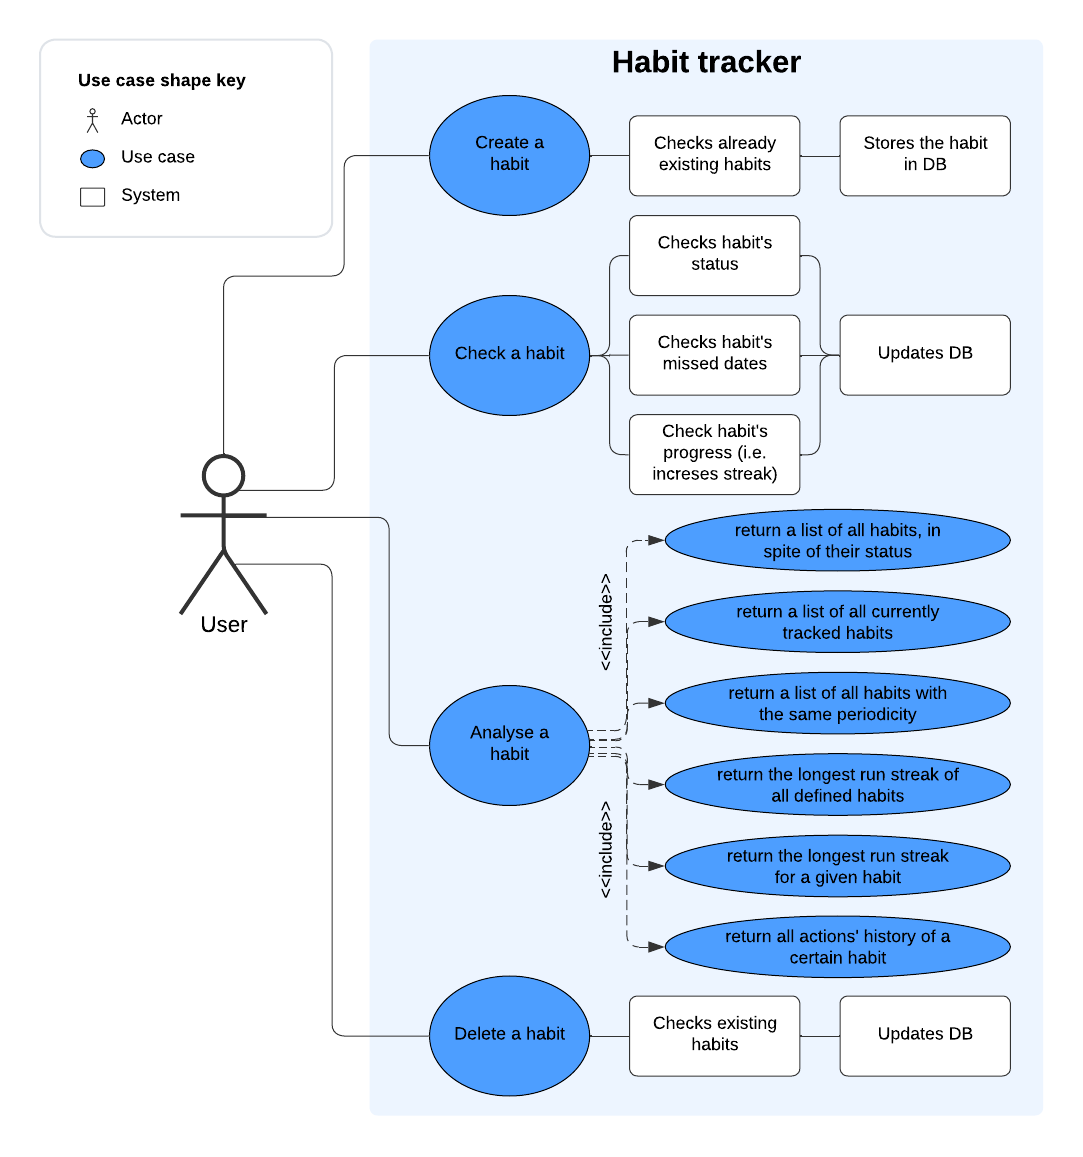 Use case shape key
Actor
Use case
System
Habit tracker
Create a
habit
Checks already
existing habits
Stores the habit
in DB
Checks habit's
status
Check a habit
Checks habit's
missed dates
Updates DB
Check habit's
progress (i.e.
increses streak)
User
<<include>>
return a list of all habits, in
spite of their status
return a list of all currently
tracked habits
return a list of all habits with
the same periodicity
Analyse a
habit
return the longest run streak of
all defined habits
<<include>>
return the longest run streak
for a given habit
return all actions' history of a
certain habit
Delete a habit
Checks existing
habits
Updates DB